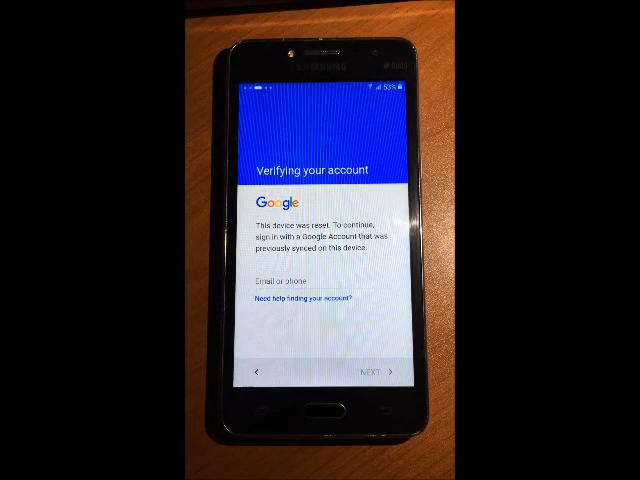 SAMSUNG
DUOS
53%
Verifying your account
Google
This device was reset. To continue,
sign in with a Google Account that was
previously synced on this device.
Email or phone
Need help finding your account?
NEXT